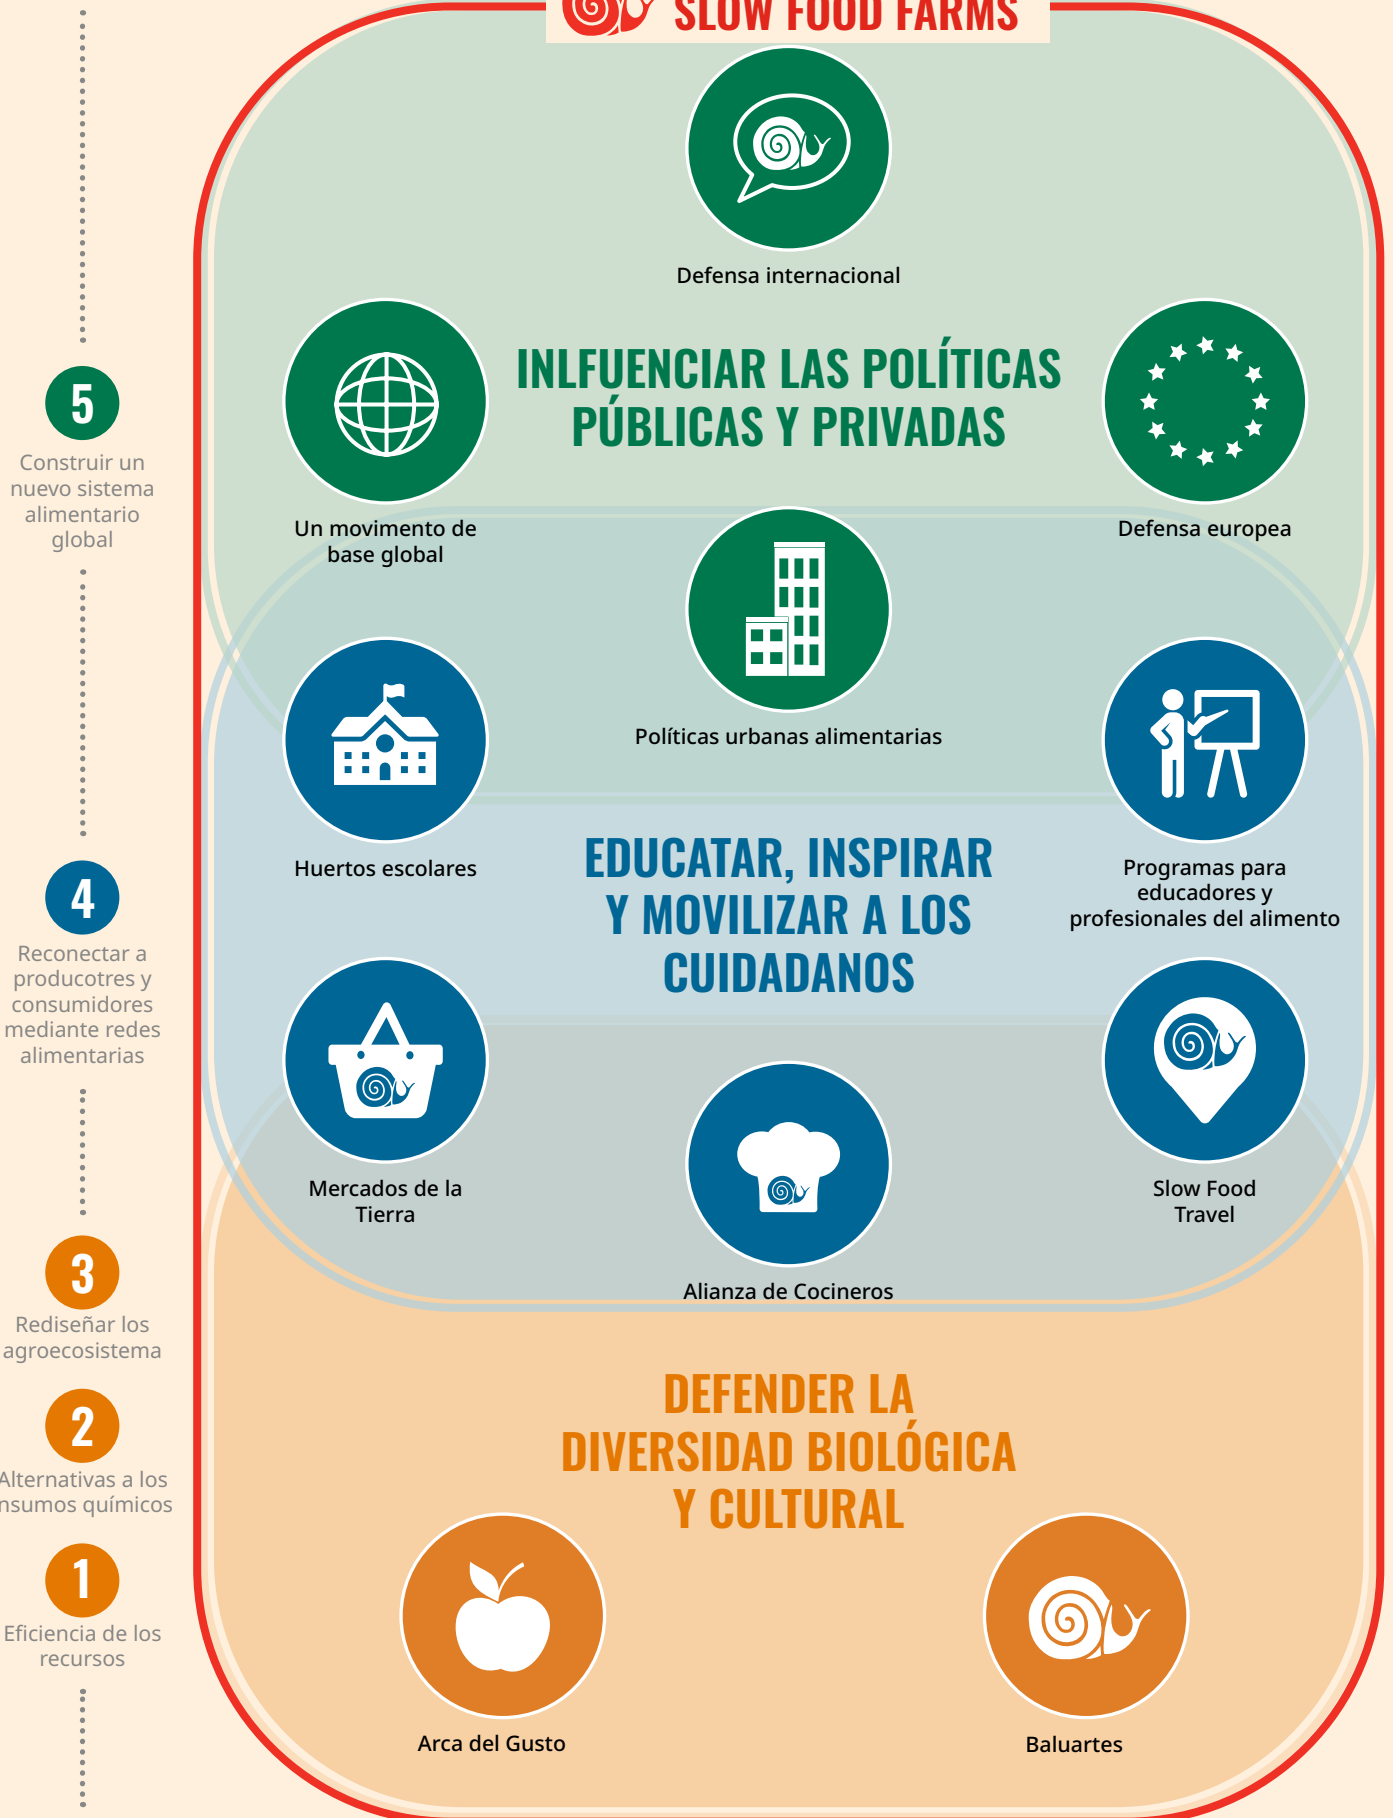 SLOW FOOD FARMS
Defensa internacional
INLFUENCIAR LAS POLÍTICAS
PÚBLICAS Y PRIVADAS
Un movimento de
base global
Defensa europea
5
Construir un
nuevo sistema
alimentario
global
Políticas urbanas alimentarias
Huertos escolares
EDUCATAR, INSPIRAR
Y MOVILIZAR A LOS
CUIDADANOS
Programas para
educadores y
profesionales del alimento
4
Reconectar a
producotres y
consumidores
mediante redes
alimentarias
Mercados de la
Tierra
Slow Food
Travel
Alianza de Cocineros
3
Rediseñar los
agroecosistema
DEFENDER LA
DIVERSIDAD BIOLÓGICA
Y CULTURAL
2
Alternativas a los
nsumos químicos
1
Eficiencia de los
recursos
Arca del Gusto
Baluartes